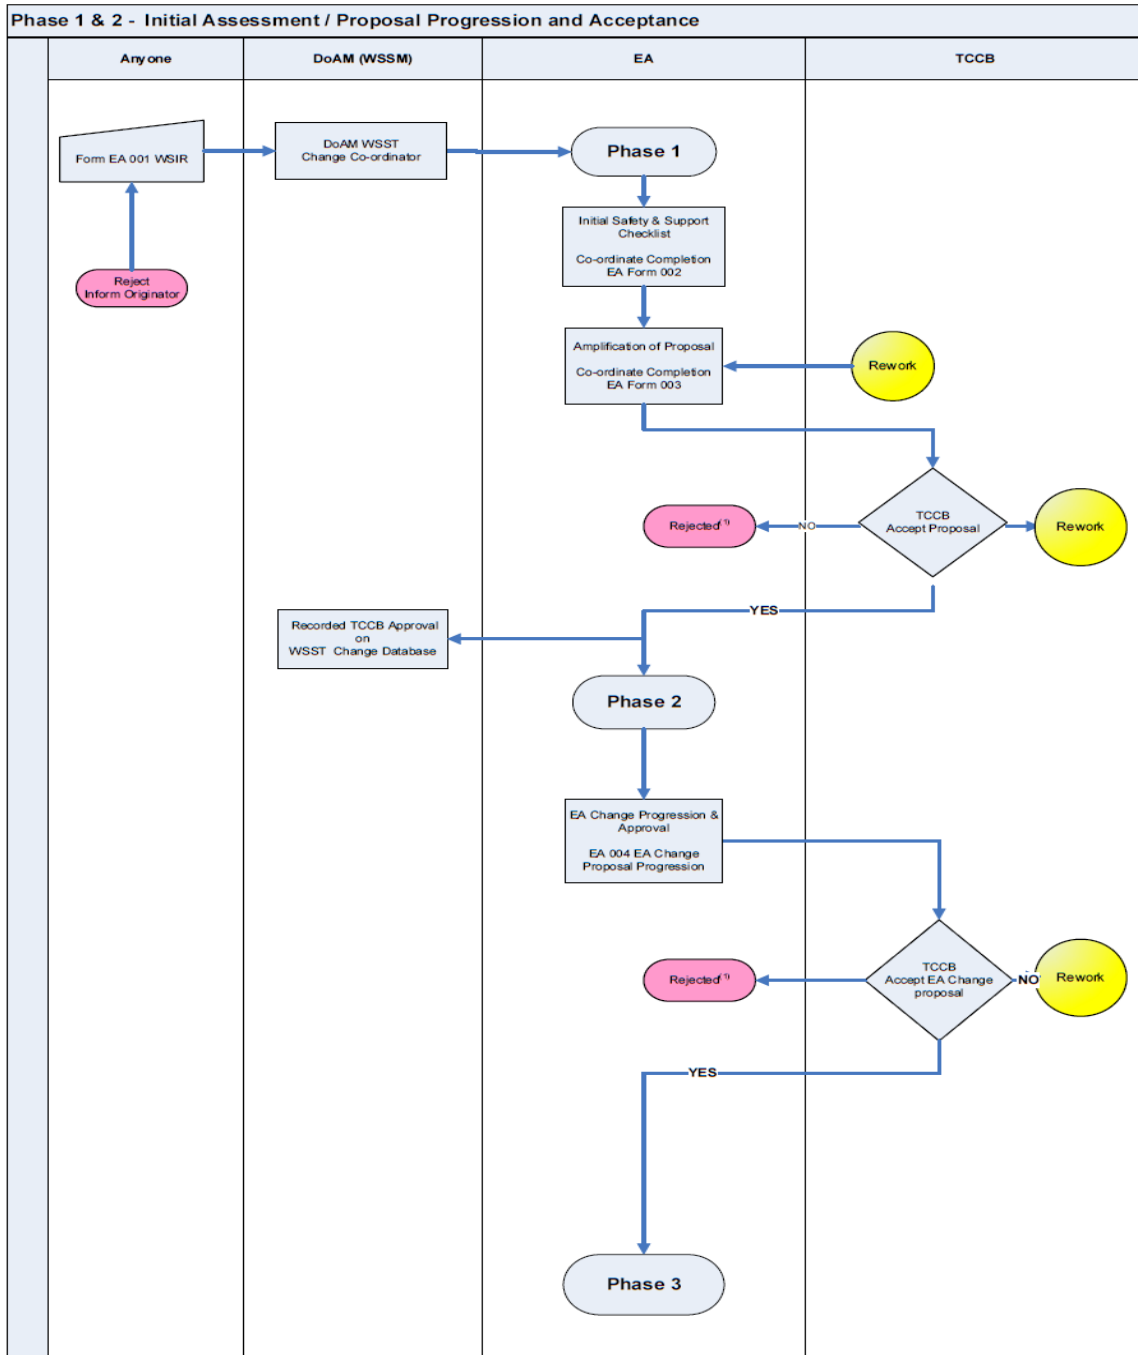 Phase 1 & 2 - Initial Assessment / Proposal Progression and Acceptance
Anyone
DoAM (WSSM)
EA
TCCB
Form EA 001 WSIR
DoAM WSST
Change Co-ordinator
Phase 1
Initial Safety & Support
Checklist
Co-ordinate Completion
EA Form 002
Reject
Inform Originator
Amplification of Proposal
Co-ordinate Completion
EA Form 003
Rework
Rejected(1)
NO
TCCB
Accept Proposal
Rework
YES
Recorded TCCB Approval
on
WSST Change Database
Phase 2
EA Change Progression &
Approval
EA 004 EA Change
Proposal Progression
Rejected(1)
TCCB
Accept EA Change
proposal
NO
Rework
YES
Phase 3